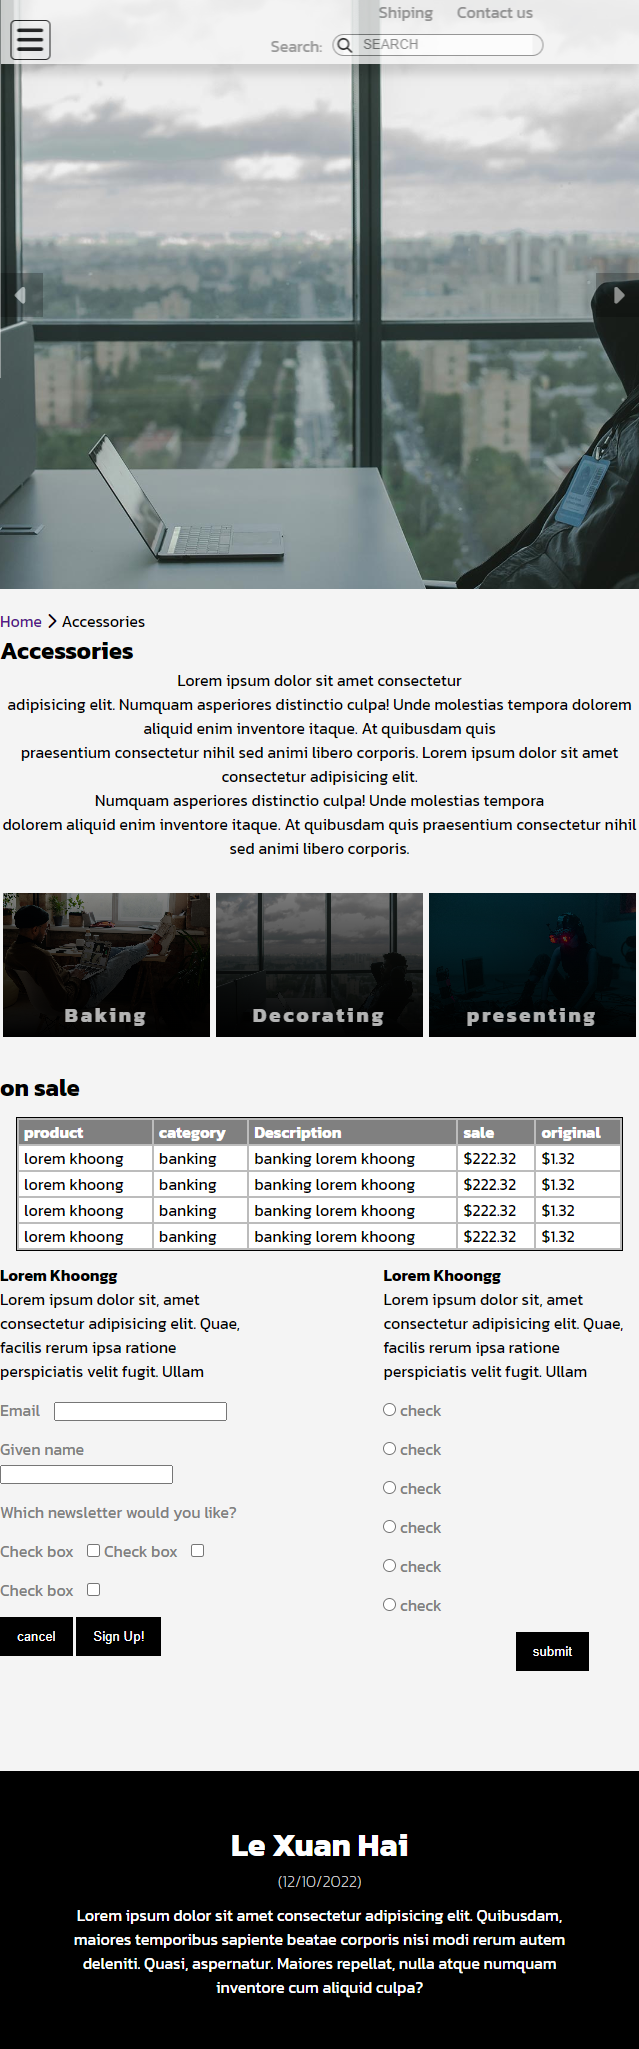 Shiping Contact us
Search: SEARCH
Home Accessories
Accessories
Lorem ipsum dolor sit amet consectetur
adipisicing elit. Numquam asperiores distinctio culpa! Unde molestias tempora dolorem
aliquid enim inventore itaque. At quibusdam quis
praesentium consectetur nihil sed animi libero corporis. Lorem ipsum dolor sit amet
consectetur adipisicing elit.
Numquam asperiores distinctio culpa! Unde molestias tempora
dolorem aliquid enim inventore itaque. At quibusdam quis praesentium consectetur nihil
sed animi libero corporis.
Baking Decorating presenting
on sale
product category Description sale original
lorem khoong banking banking lorem khoong $222.32 $1.32
lorem khoong banking banking lorem khoong $222.32 $1.32
lorem khoong banking banking lorem khoong $222.32 $1.32
lorem khoong banking banking lorem khoong $222.32 $1.32
Lorem Khoongg
Lorem ipsum dolor sit, amet
consectetur adipisicing elit. Quae,
facilis rerum ipsa ratione
perspiciatis velit fugit. Ullam
Email
Given name
Which newsletter would you like?
Check box Check box
Check box
cancel Sign Up!
Lorem Khoongg
Lorem ipsum dolor sit, amet
consectetur adipisicing elit. Quae,
facilis rerum ipsa ratione
perspiciatis velit fugit. Ullam
check
check
check
check
check
check
submit
Le Xuan Hai
(12/10/2022)
Lorem ipsum dolor sit amet consectetur adipisicing elit. Quibusdam,
maiores temporibus sapiente beatae corporis nisi modi rerum autem
deleniti. Quasi, aspernatur. Maiores repellat, nulla atque numquam
inventore cum aliquid culpa?